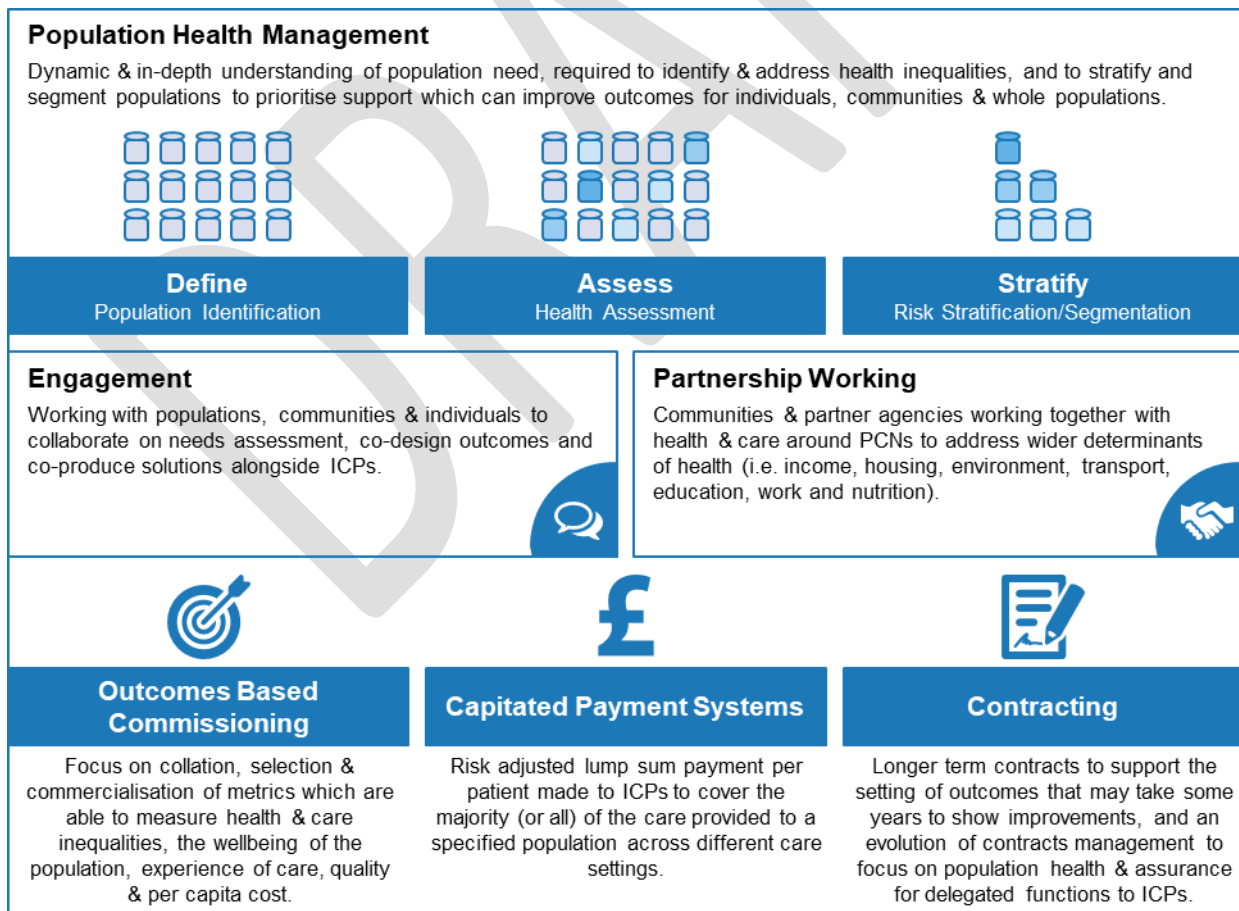 Population Health Management
Dynamic & in-depth understanding of population need, required to identify & address health inequalities, and to stratify and
segment populations to prioritise support which can improve outcomes for individuals, communities & whole populations.
Define
Population Identification
Assess
Health Assessment
Stratify
Risk Stratification/Segmentation
Engagement
Working with populations, communities & individuals to
collaborate on needs assessment, co-design outcomes and
co-produce solutions alongside ICPs.
Partnership Working
Communities & partner agencies working together with
health & care around PCNs to address wider determinants
of health (i.e. income, housing, environment, transport,
education, work and nutrition).
£
Outcomes Based
Commissioning
Focus on collation, selection &
commercialisation of metrics which are
able to measure health & care
inequalities, the wellbeing of the
population, experience of care, quality
& per capita cost.
Capitated Payment Systems
Risk adjusted lump sum payment per
patient made to ICPs to cover the
majority (or all) of the care provided to a
specified population across different care
settings.
Contracting
Longer term contracts to support the
setting of outcomes that may take some
years to show improvements, and an
evolution of contracts management to
focus on population health & assurance
for delegated functions to ICPs.
DRA